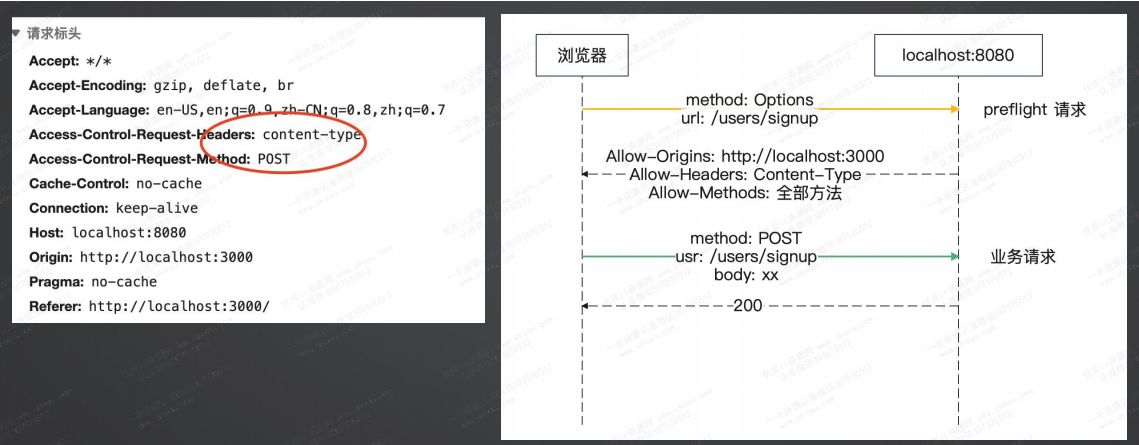 请求标头
Accept: */*
Accept-Encoding: gzip, deflate, br
Accept-Language: en-US,en;q=0.9,zh-CN;q=0.8,zh;q=0.7
Access-Control-Request-Headers: content-type
Access-Control-Request-Method: POST
Cache-Control: no-cache
Connection: keep-alive
Host: localhost:8080
Origin: http://localhost:3000
Pragma: no-cache
Referer: http://localhost:3000/
浏览器
localhost:8080
method: Options
url: /users/signup
preflight 请求
Allow-Origins: http://localhost:3000
Allow-Headers: Content-Type
Allow-Methods: 全部方法
method: POST
usr: /users/signup
body: xx
业务请求
200